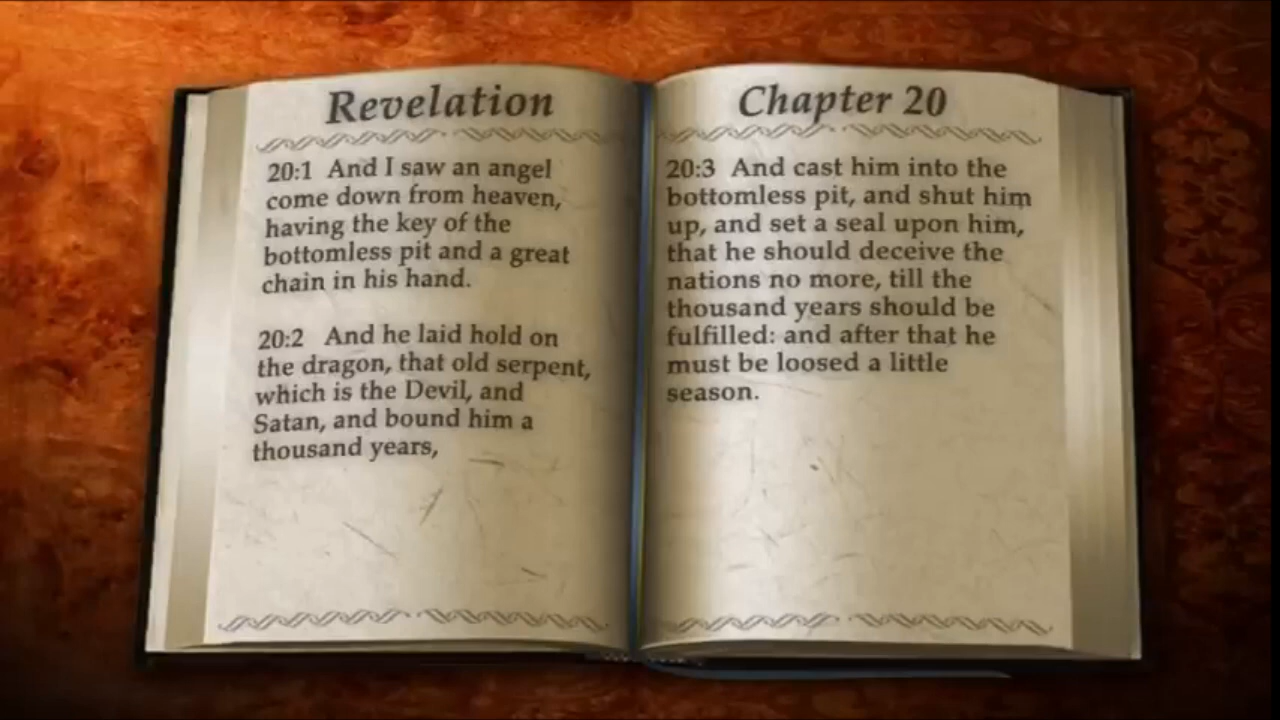 Revelation
20:1 And I saw an angel
come down from heaven,
having the key of the
bottomless pit and a great
chain in his hand.
20:2 And he laid hold on
the dragon, that old serpent,
which is the Devil, and
Satan, and bound him a
thousand years,
Chapter 20
20:3 And cast him into the
bottomless pit, and shut him
up, and set a seal upon him,
that he should deceive the
nations no more, till the
thousand years should be
fulfilled: and after that he
must be loosed a little
season.